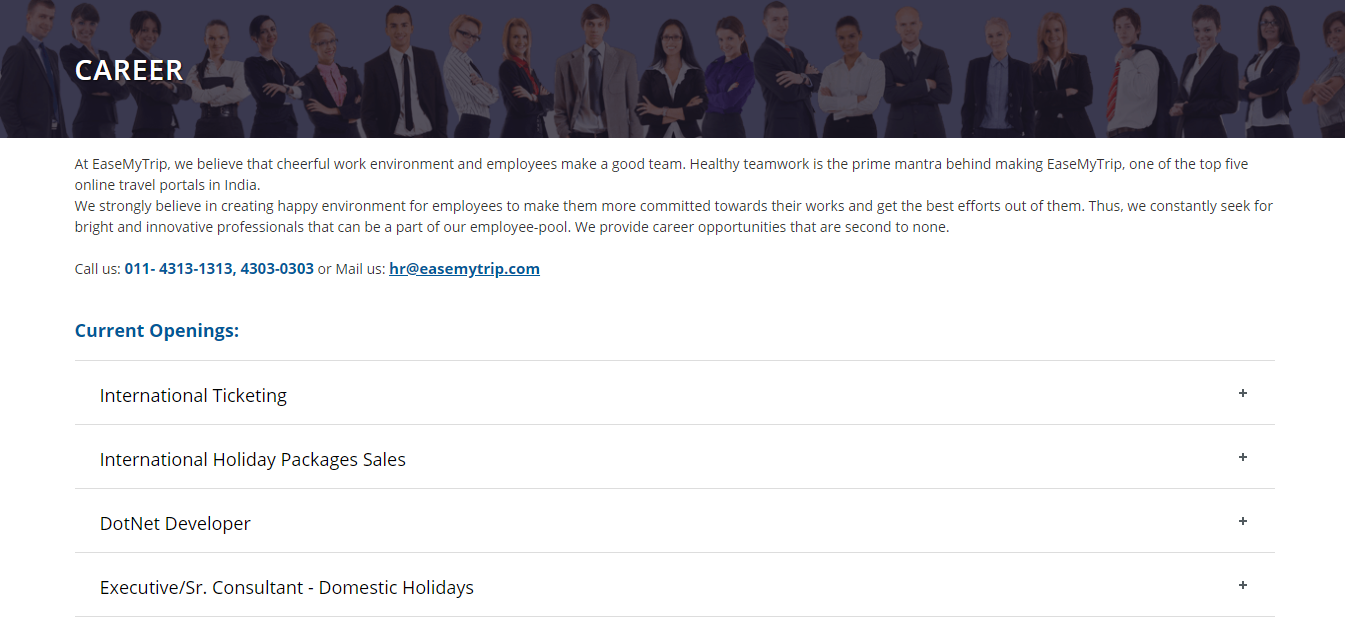 CAREER
At EaseMyTrip, we believe that cheerful work environment and employees make a good team. Healthy teamwork is the prime mantra behind making EaseMyTrip, one of the top five
online travel portals in India.
We strongly believe in creating happy environment for employees to make them more committed towards their works and get the best efforts out of them. Thus, we constantly seek for
bright and innovative professionals that can be a part of our employee-pool. We provide career opportunities that are second to none.
Call us: 011- 4313-1313, 4303-0303 or Mail us: hr@easemytrip.com
Current Openings:
International Ticketing +
International Holiday Packages Sales +
DotNet Developer +
Executive/Sr. Consultant - Domestic Holidays +